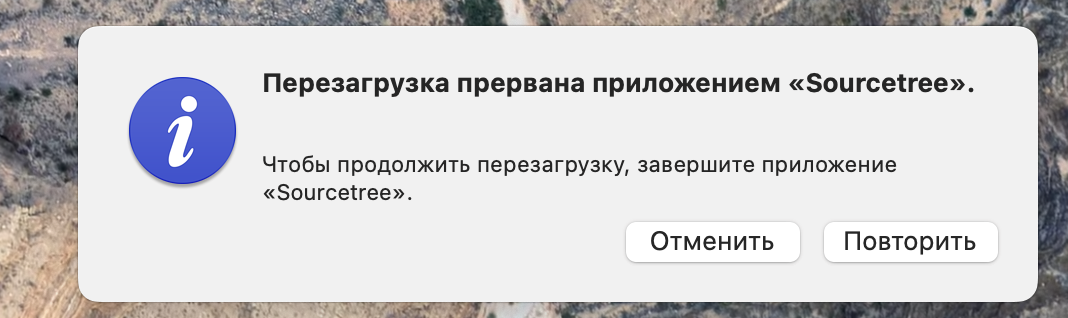 Перезагрузка прервана приложением «Sourcetree».
Чтобы продолжить перезагрузку, завершите приложение
«Sourcetree».
Отменить
Повторить